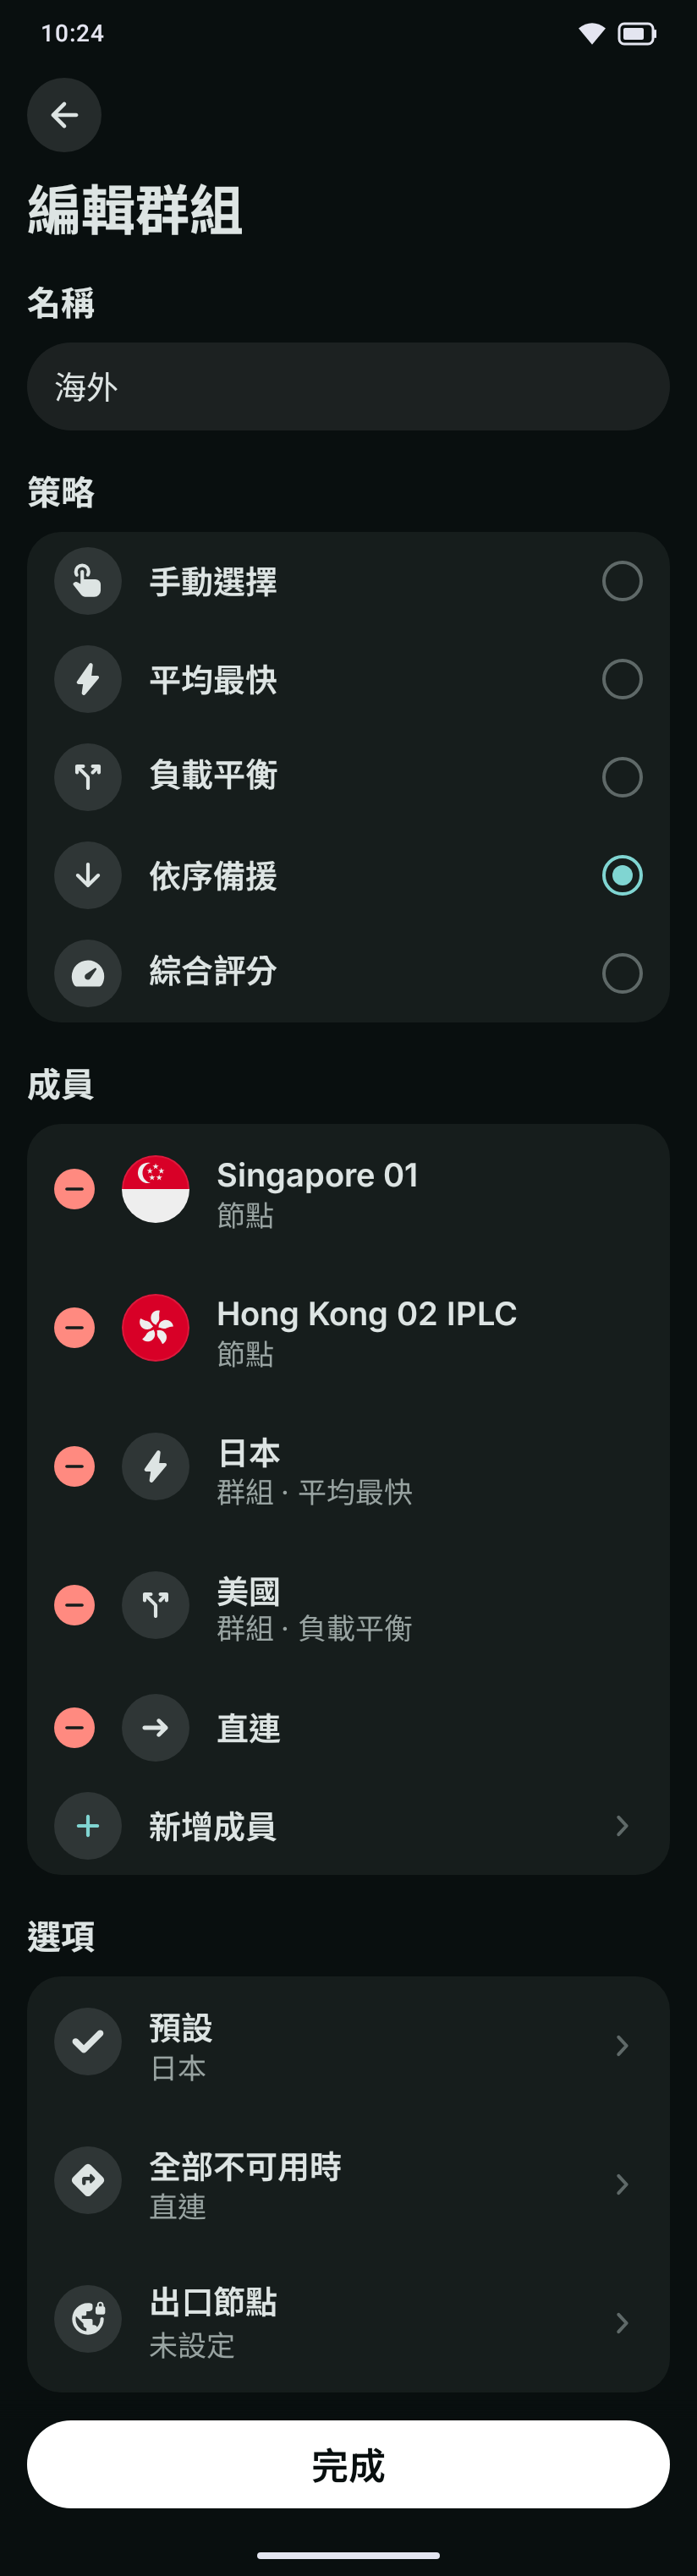 10:24
編輯群組
名稱
海外
策略
手動選擇
平均最快
負載平衡
依序備援
綜合評分
成員
Singapore 01
節點
Hong Kong 02 IPLC
節點
日本
群組 · 平均最快
美國
群組 · 負載平衡
直連
新增成員
選項
預設
日本
全部不可用時
直連
出口節點
未設定
完成